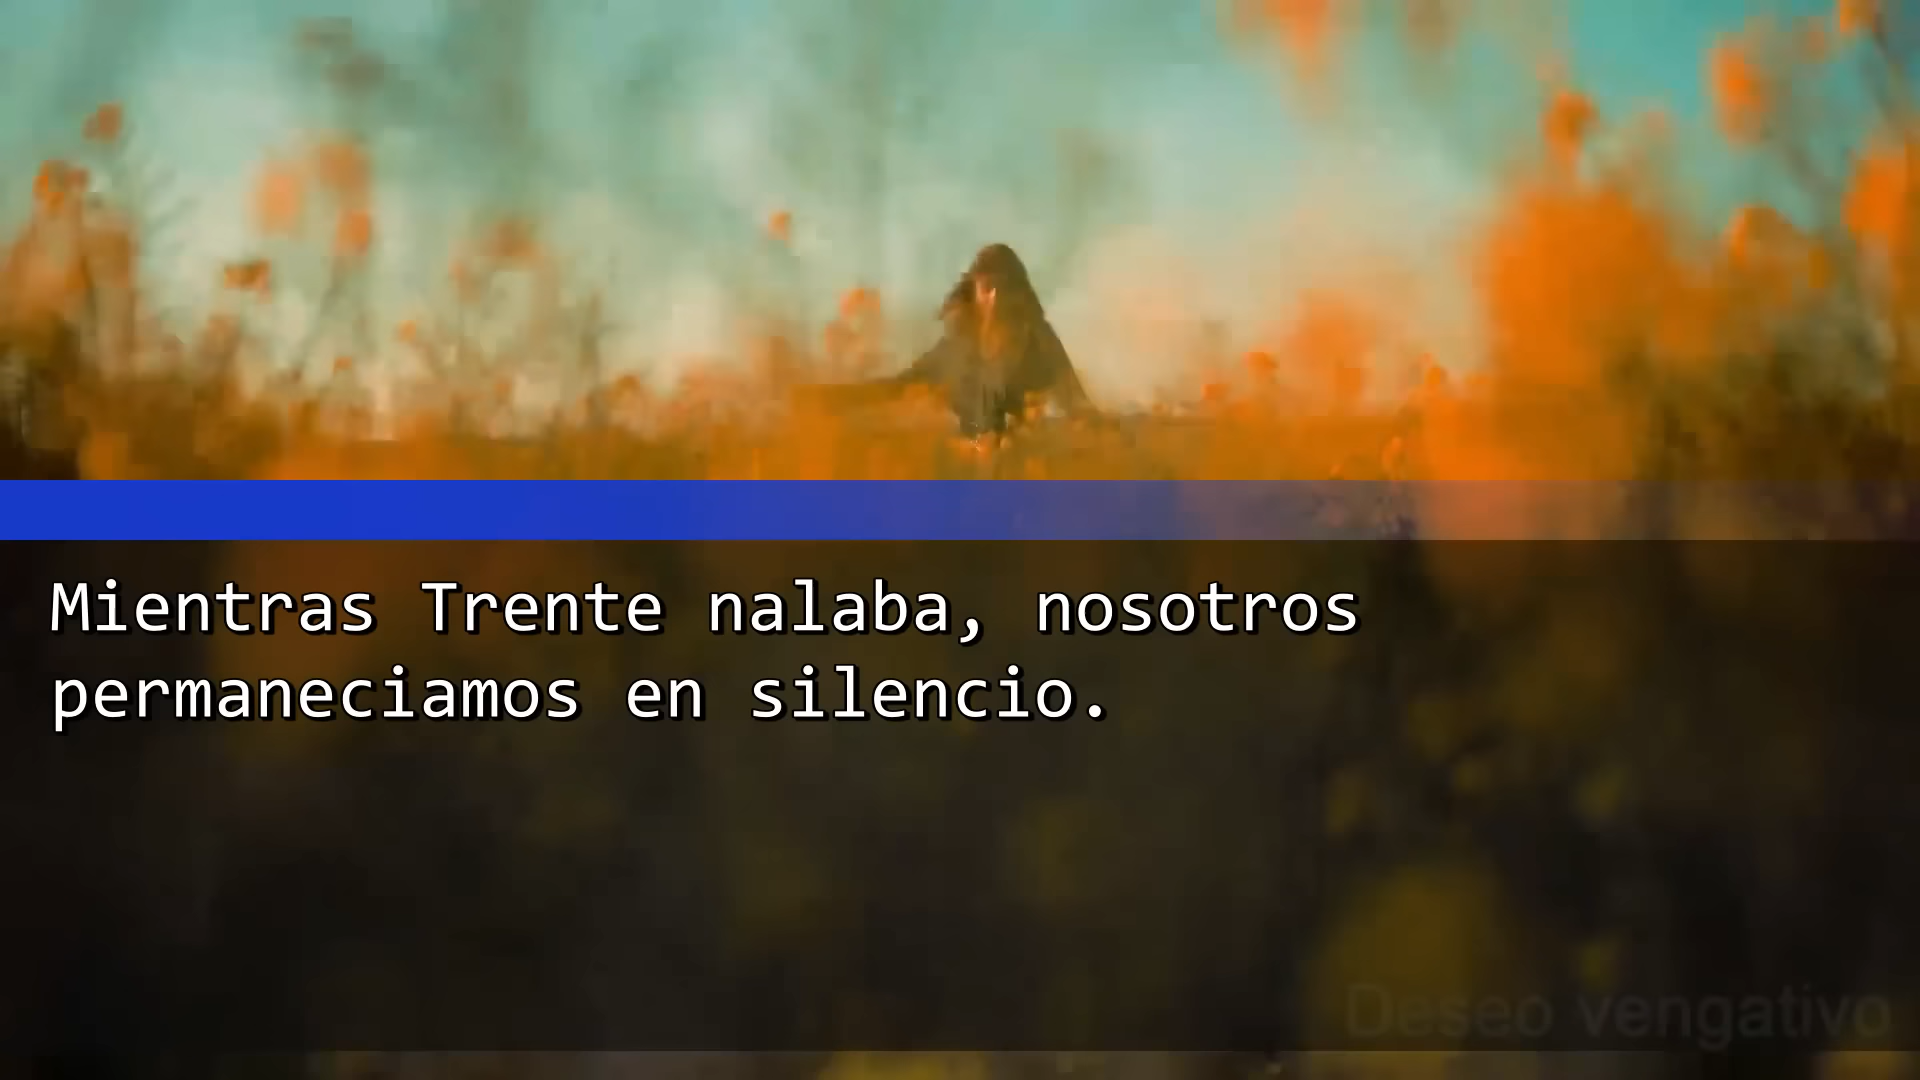 Mientras Trente nalaba, nosotros
permaneciamos en silencio.
Deseo vengativo